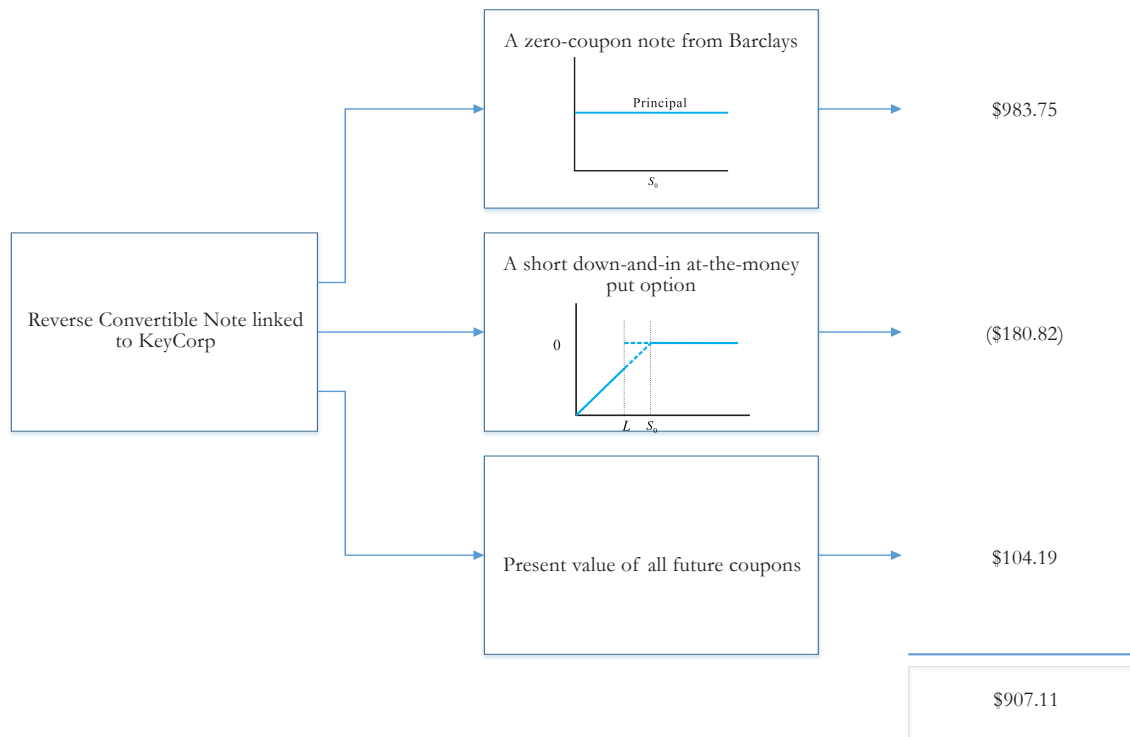 A zero-coupon note from Barclays
Principal
S₀
$983.75
Reverse Convertible Note linked
to KeyCorp
A short down-and-in at-the-money
put option
0
L S₀
($180.82)
Present value of all future coupons
$104.19
$907.11